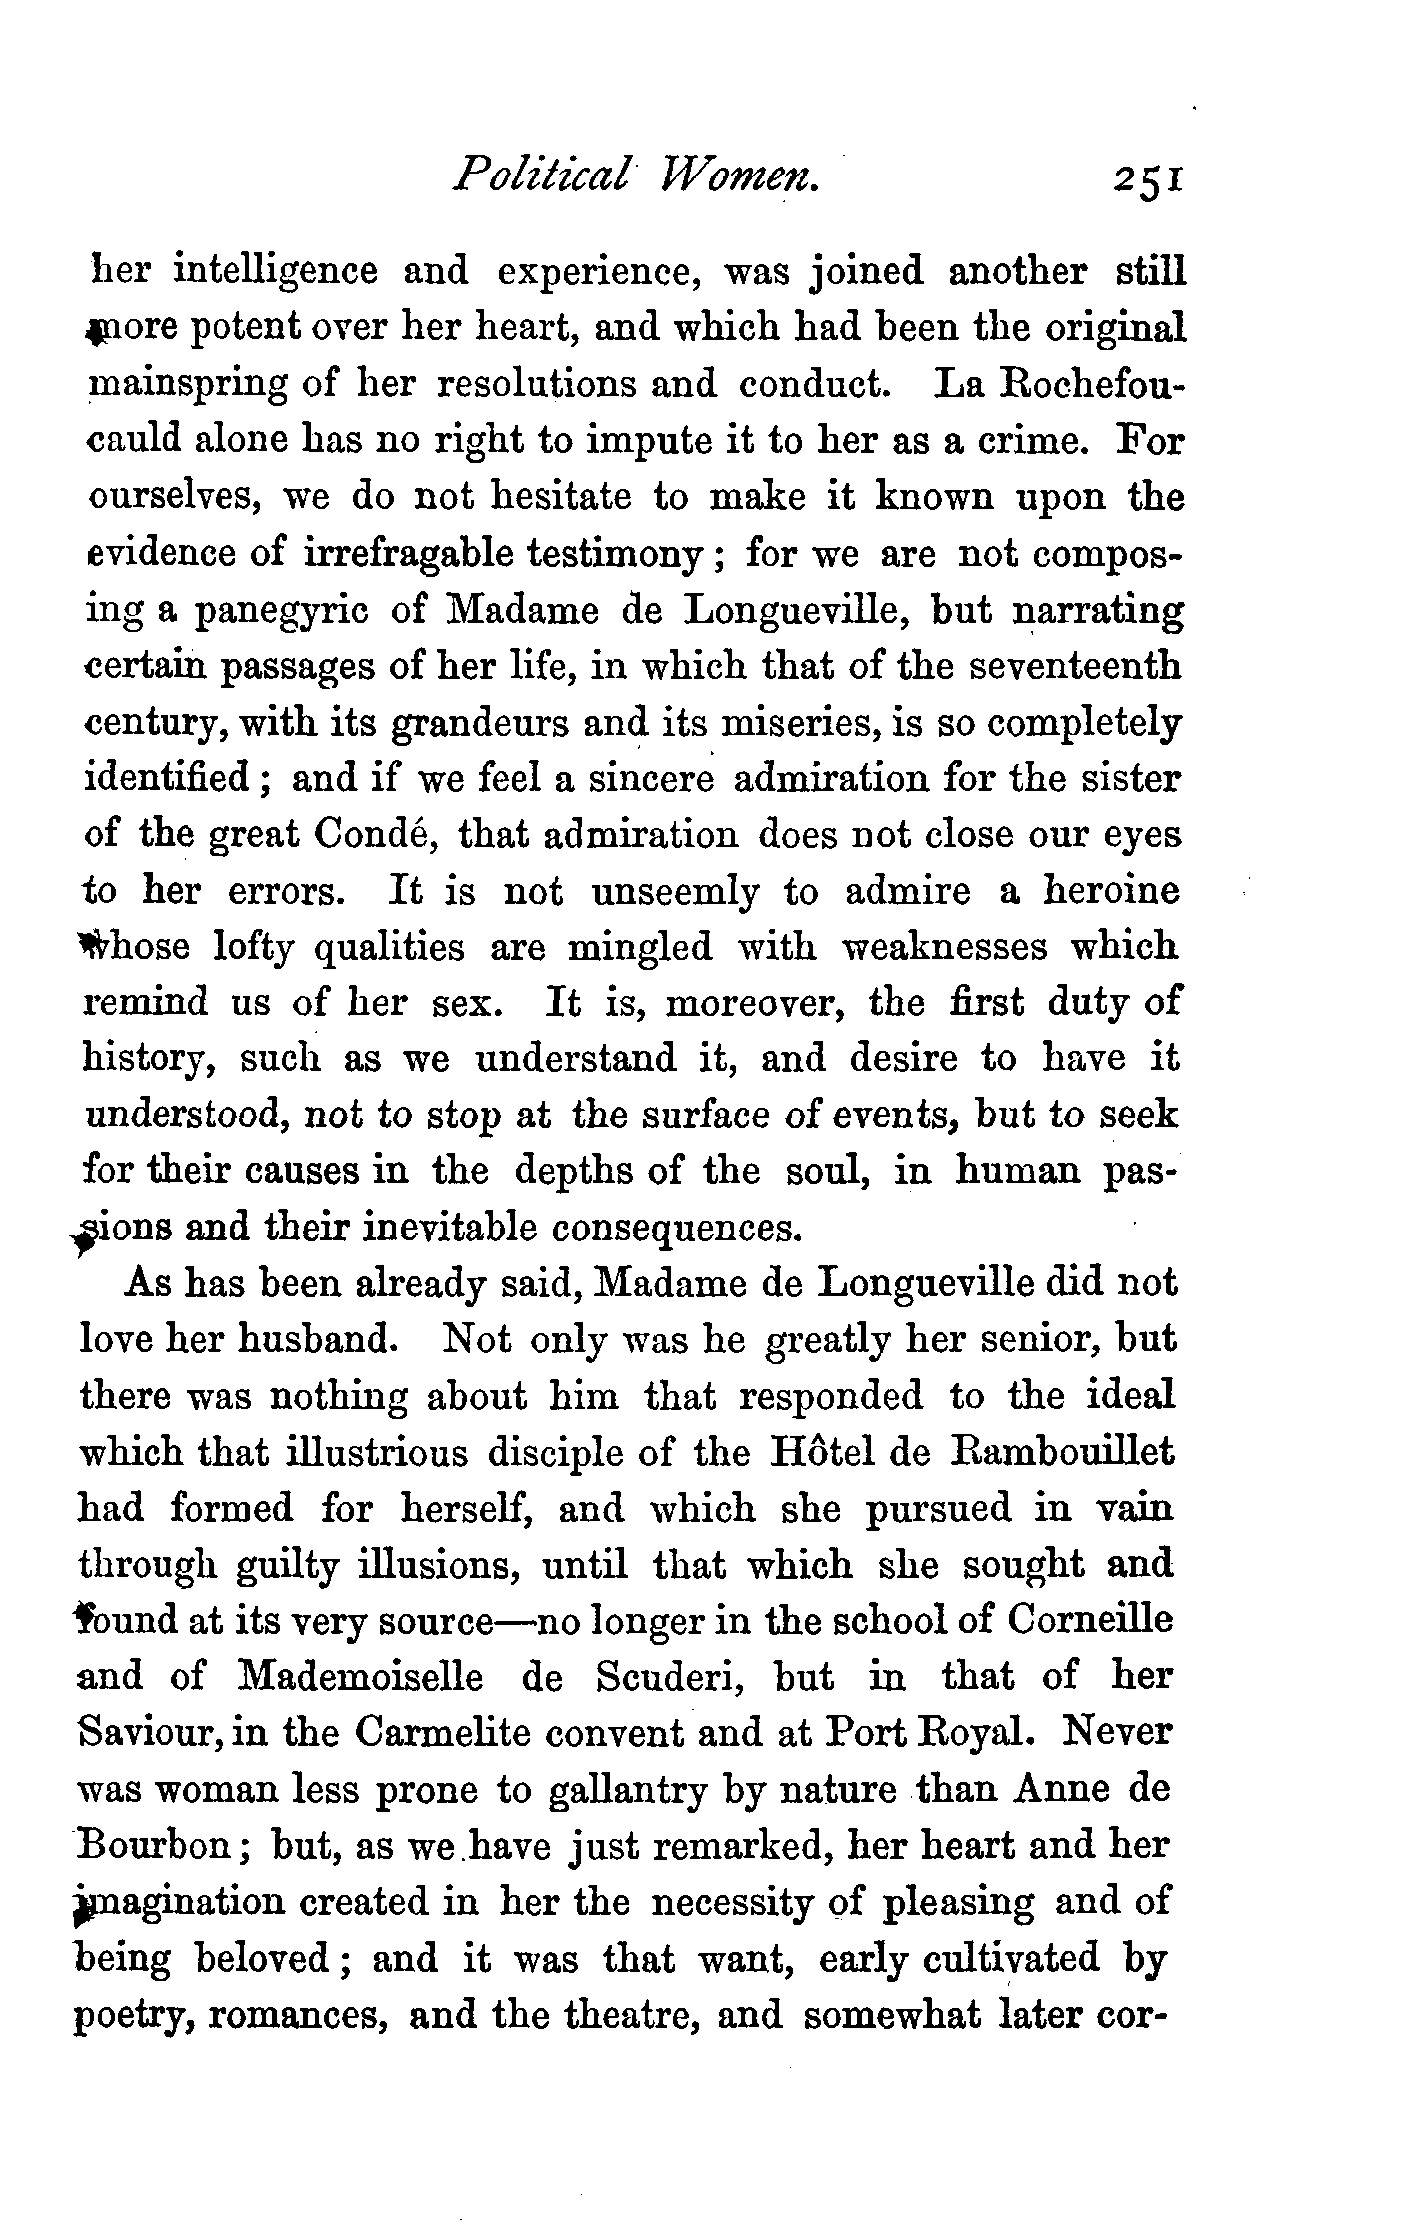 Political Women. 251
her intelligence and experience, was joined another still
more potent over her heart, and which had been the original
mainspring of her resolutions and conduct. La Rochefou-
cauld alone has no right to impute it to her as a crime. For
ourselves, we do not hesitate to make it known upon the
evidence of irrefragable testimony ; for we are not compos-
ing a panegyric of Madame de Longueville, but narrating
certain passages of her life, in which that of the seventeenth
century, with its grandeurs and its miseries, is so completely
identified ; and if we feel a sincere admiration for the sister
of the great Condé, that admiration does not close our eyes
to her errors. It is not unseemly to admire a heroine
whose lofty qualities are mingled with weaknesses which
remind us of her sex. It is, moreover, the first duty of
history, such as we understand it, and desire to have it
understood, not to stop at the surface of events, but to seek
for their causes in the depths of the soul, in human pas-
sions and their inevitable consequences.
As has been already said, Madame de Longueville did not
love her husband. Not only was he greatly her senior, but
there was nothing about him that responded to the ideal
which that illustrious disciple of the Hôtel de Rambouillet
had formed for herself, and which she pursued in vain
through guilty illusions, until that which she sought and
found at its very source—no longer in the school of Corneille
and of Mademoiselle de Scuderi, but in that of her
Saviour, in the Carmelite convent and at Port Royal. Never
was woman less prone to gallantry by nature than Anne de
Bourbon ; but, as we have just remarked, her heart and her
imagination created in her the necessity of pleasing and of
being beloved ; and it was that want, early cultivated by
poetry, romances, and the theatre, and somewhat later cor-